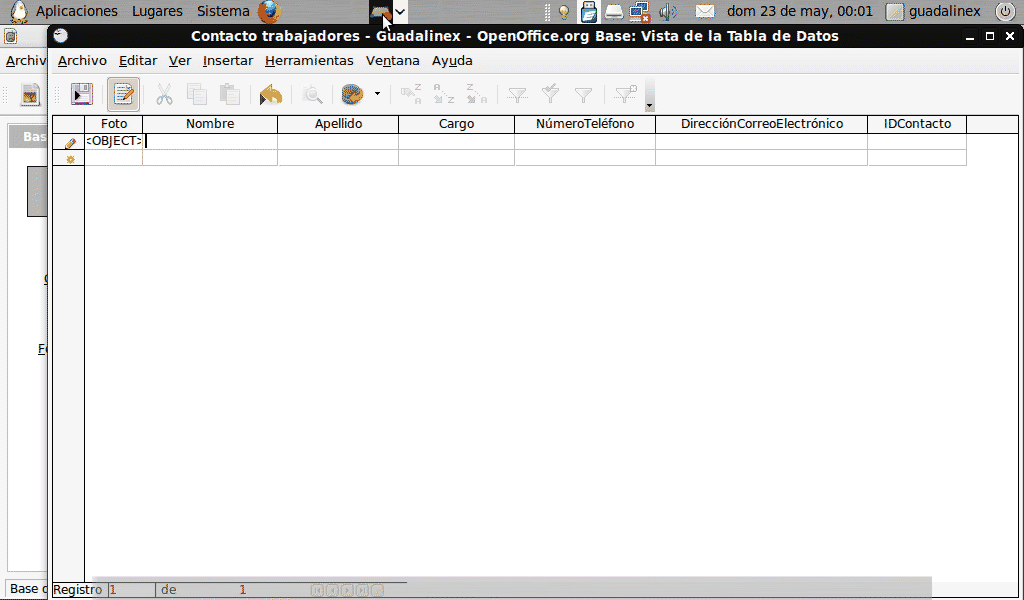 Aplicaciones Lugares Sistema dom 23 de may, 00:01 guadalinex
Contacto trabajadores - Guadalinex - OpenOffice.org Base: Vista de la Tabla de Datos
Archiv
Archivo Editar Ver Insertar Herramientas Ventana Ayuda
Bas
Foto Nombre Apellido Cargo NúmeroTeléfono DirecciónCorreoElectrónico IDContacto
<OBJECT>
Registro 1 de 1